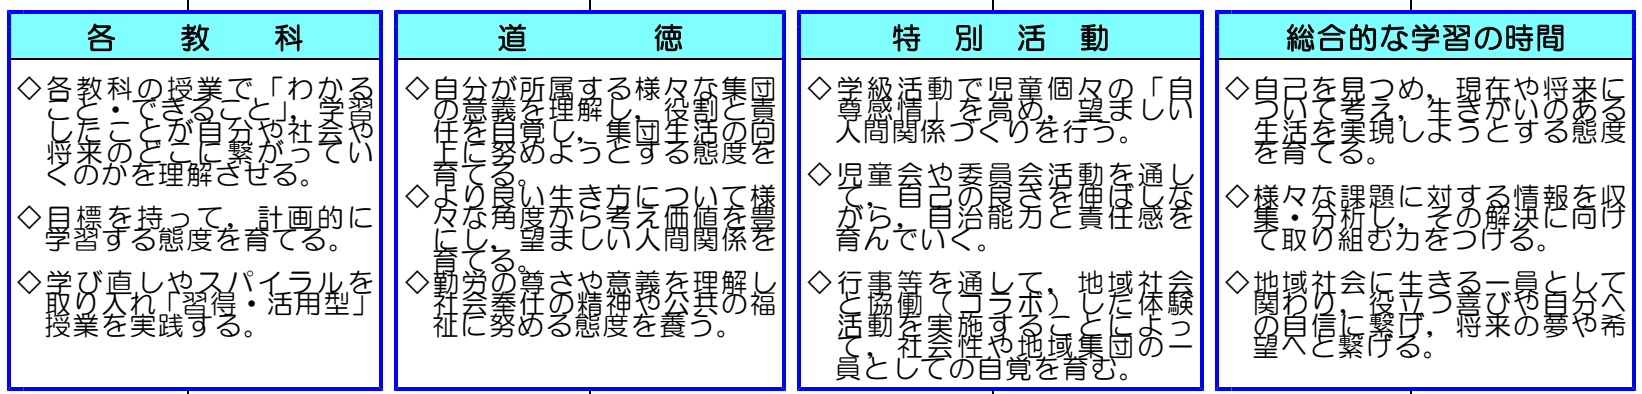 各教科
◇各教科の授業で「わかる
こと・できること」，学習
したことが自分や社会や
将来のどこに繋がってい
くのかを理解させる。
◇目標を持って，計画的に
学習する態度を育てる。
◇学び直しやスパイラルを
取り入れ「習得・活用型」
授業を実践する。
道徳
◇自分が所属する様々な集団
の意義を理解し，役割と責
任を自覚し，集団生活の向
上に努めようとする態度を
育てる。
◇より良い生き方について様
々な角度から考え価値を豊
にし，望ましい人間関係を
育てる。
◇勤労の尊さや意義を理解し
社会奉仕の精神や公共の福
祉に努める態度を養う。
特別活動
◇学級活動で児童個々の「自
尊感情」を高め，望ましい
人間関係づくりを行う。
◇児童会や委員会活動を通し
て，自己の良さを伸ばしな
がら，自治能力と責任感を
育んでいく。
◇行事等を通して，地域社会
と協働（コラボ）した体験
活動を実施することによっ
て，社会性や地域集団の一
員としての自覚を育む。
総合的な学習の時間
◇自己を見つめ，現在や将来に
ついて考え，生きがいのある
生活を実現しようとする態度
を育てる。
◇様々な課題に対する情報を収
集・分析し，その解決に向け
て取り組む力をつける。
◇地域社会に生きる一員として
関わり，役立つ喜びや自分へ
の自信に繋げ，将来の夢や希
望へと繋げる。